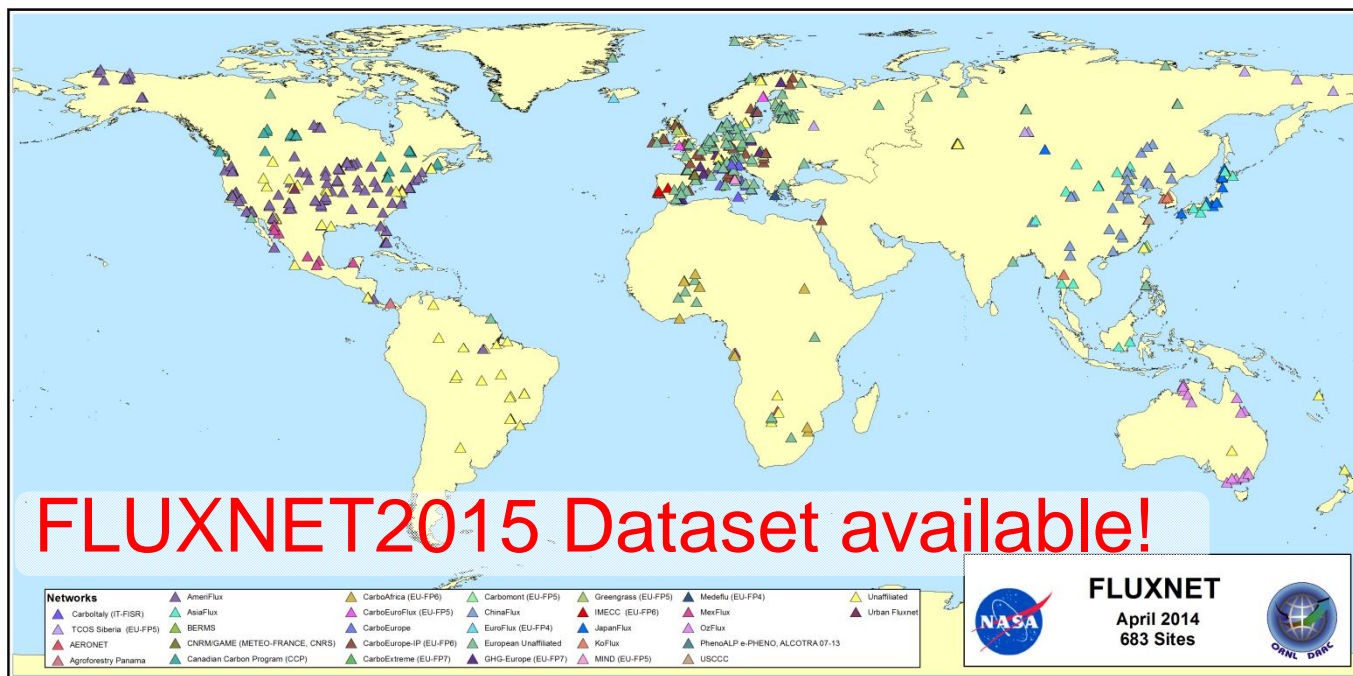 FLUXNET2015 Dataset available!
Networks
CarboItaly (IT-FISR)
TCOS Siberia (EU-FP5)
AERONET
Agroforestry Panama
AmeriFlux
AsiaFlux
BERMS
CNRM/GAME (METEO-FRANCE, CNRS)
Canadian Carbon Program (CCP)
CarboAfrica (EU-FP6)
CarboEuroFlux (EU-FP5)
CarboEurope
CarboEurope-IP (EU-FP6)
CarboExtreme (EU-FP7)
Carbomont (EU-FP5)
ChinaFlux
EuroFlux (EU-FP4)
European Unaffiliated
GHG-Europe (EU-FP7)
Greengrass (EU-FP5)
IMECC (EU-FP6)
JapanFlux
KoFlux
MIND (EU-FP5)
Medeflu (EU-FP4)
MexFlux
OzFlux
PhenoALP e-PHENO, ALCOTRA 07-13
USCCC
Unaffiliated
Urban Fluxnet
NASA
FLUXNET
April 2014
683 Sites
ORNL DAAC